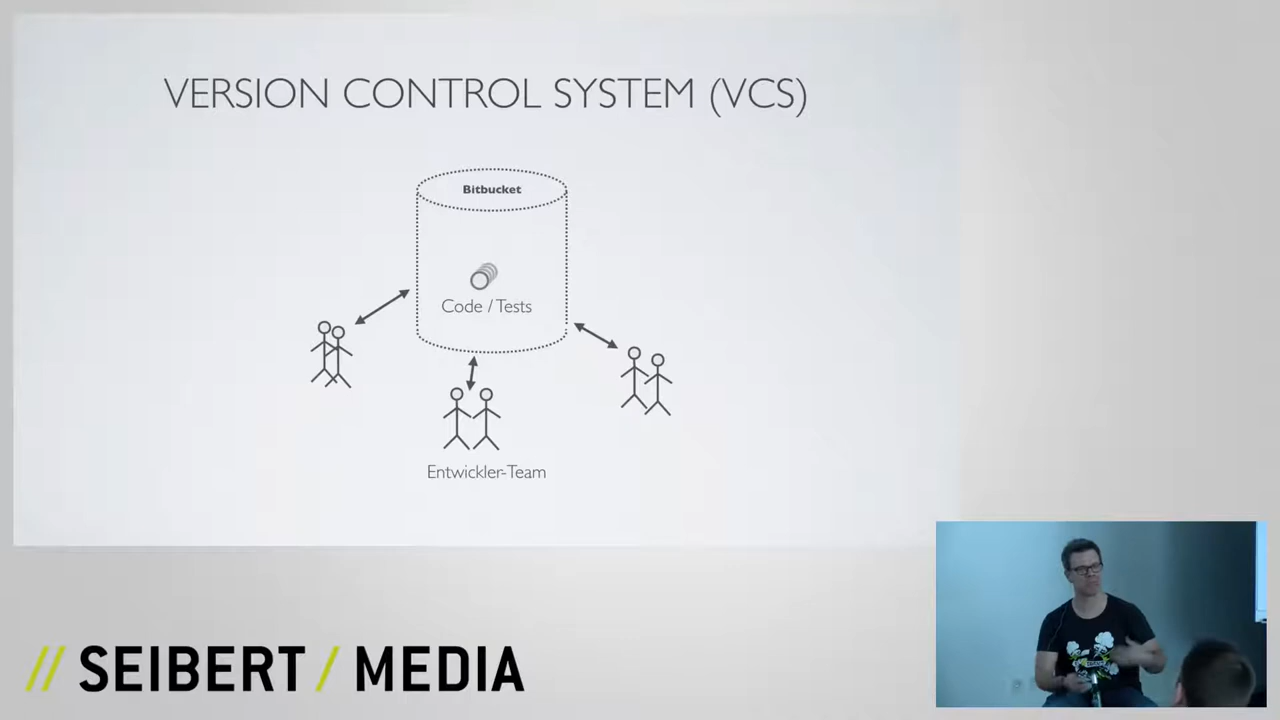 VERSION CONTROL SYSTEM (VCS)
Bitbucket
Code / Tests
Entwickler-Team
// SEIBERT / MEDIA